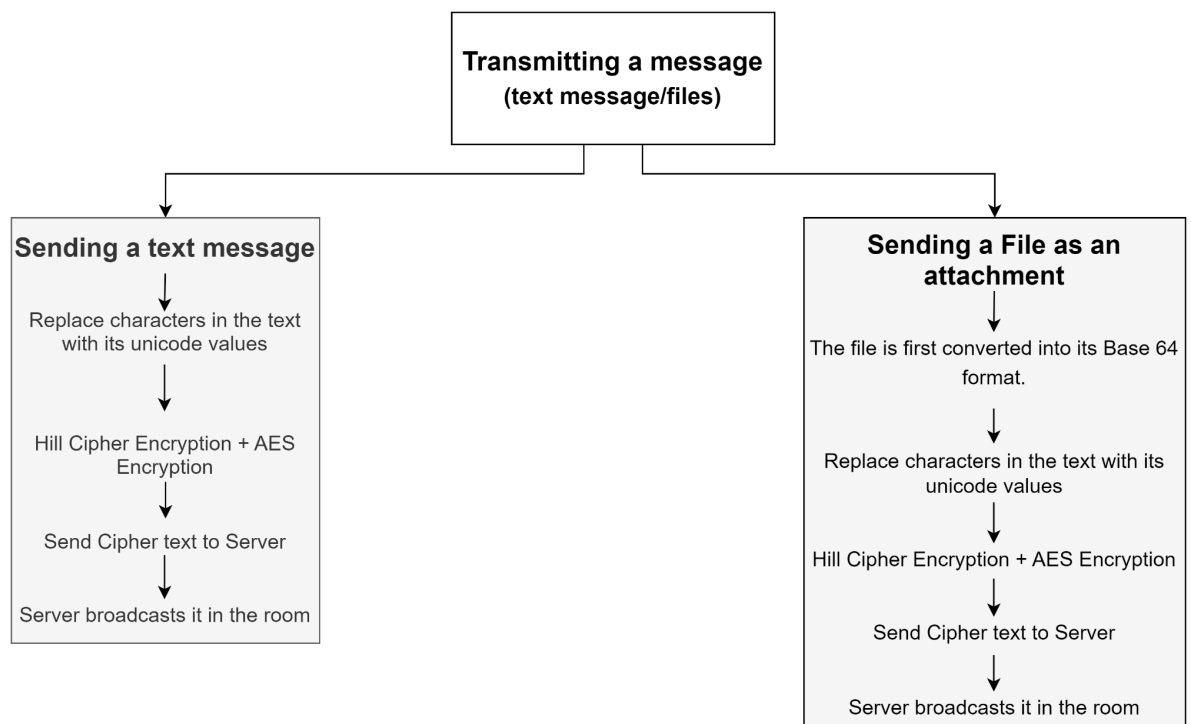 Transmitting a message
(text message/files)
Sending a text message
Replace characters in the text
with its unicode values
Hill Cipher Encryption + AES
Encryption
Send Cipher text to Server
Server broadcasts it in the room
Sending a File as an
attachment
The file is first converted into its Base 64
format.
Replace characters in the text with its
unicode values
Hill Cipher Encryption + AES Encryption
Send Cipher text to Server
Server broadcasts it in the room